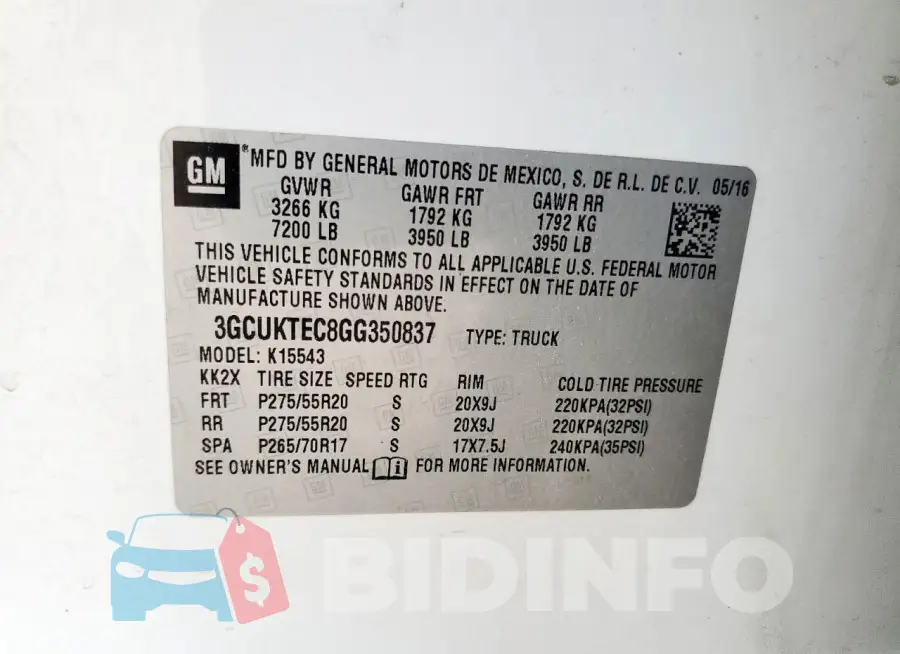 GM ® MFD BY GENERAL MOTORS DE MEXICO, S. DE R.L. DE C.V. 05/16
GVWR GAWR FRT GAWR RR
3266 KG 1792 KG 1792 KG
7200 LB 3950 LB 3950 LB
THIS VEHICLE CONFORMS TO ALL APPLICABLE U.S. FEDERAL MOTOR
VEHICLE SAFETY STANDARDS IN EFFECT ON THE DATE OF
MANUFACTURE SHOWN ABOVE.
3GCUKTEC8GG350837 TYPE: TRUCK
MODEL: K15543
KK2X TIRE SIZE SPEED RTG RIM COLD TIRE PRESSURE
FRT P275/55R20 S 20X9J 220KPA(32PSI)
RR P275/55R20 S 20X9J 220KPA(32PSI)
SPA P265/70R17 S 17X7.5J 240KPA(35PSI)
SEE OWNER'S MANUAL i FOR MORE INFORMATION.
$ BIDINFO